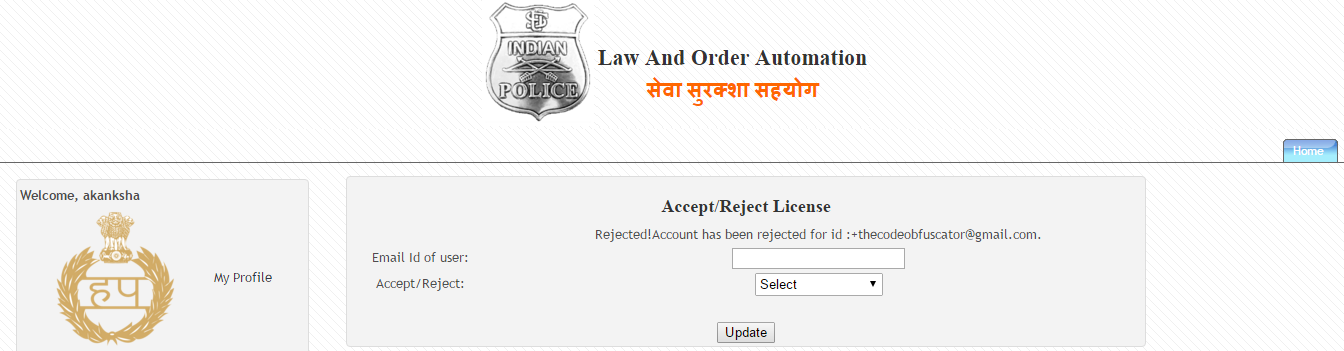 INDIAN
POLICE
Law And Order Automation
सेवा सुरक्शा सहयोग
Home
Welcome, akanksha
हप
My Profile
Accept/Reject License
Rejected!Account has been rejected for id :+thecodeobfuscator@gmail.com.
Email Id of user:
Accept/Reject:
Select
Update